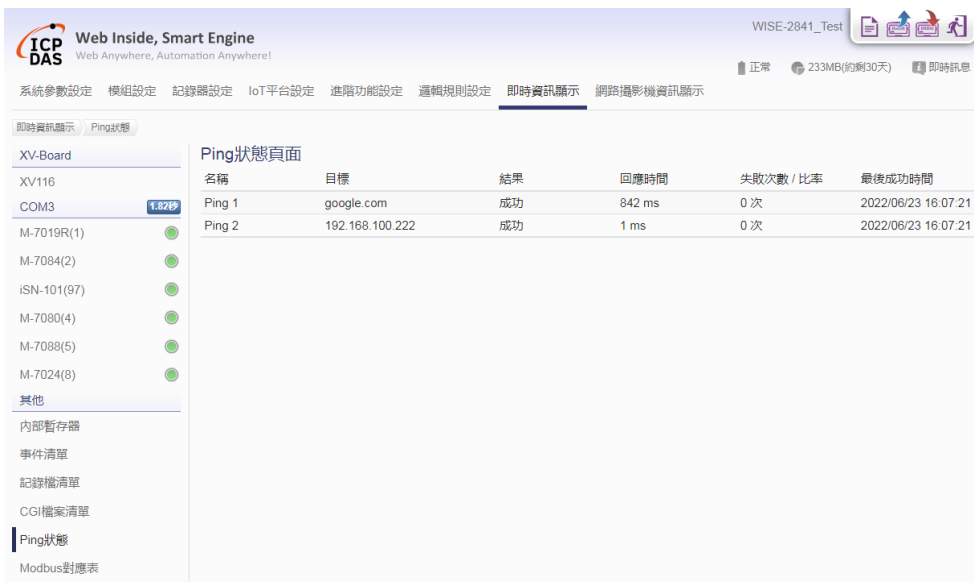 ICP DAS
Web Inside, Smart Engine
Web Anywhere, Automation Anywhere!
WISE-2841_Test
正常 233MB(約剩30天) 即時訊息
系統參數設定 模組設定 記錄器設定 IoT平台設定 進階功能設定 邏輯規則設定 即時資訊顯示 網路攝影機資訊顯示
即時資訊顯示 Ping狀態
XV-Board
XV116
COM3 1.82秒
M-7019R(1)
M-7084(2)
iSN-101(97)
M-7080(4)
M-7088(5)
M-7024(8)
其他
內部暫存器
事件清單
記錄檔清單
CGI檔案清單
Ping狀態
Modbus對應表
Ping狀態頁面
名稱 目標 結果 回應時間 失敗次數 / 比率 最後成功時間
Ping 1 google.com 成功 842 ms 0 次 2022/06/23 16:07:21
Ping 2 192.168.100.222 成功 1 ms 0 次 2022/06/23 16:07:21